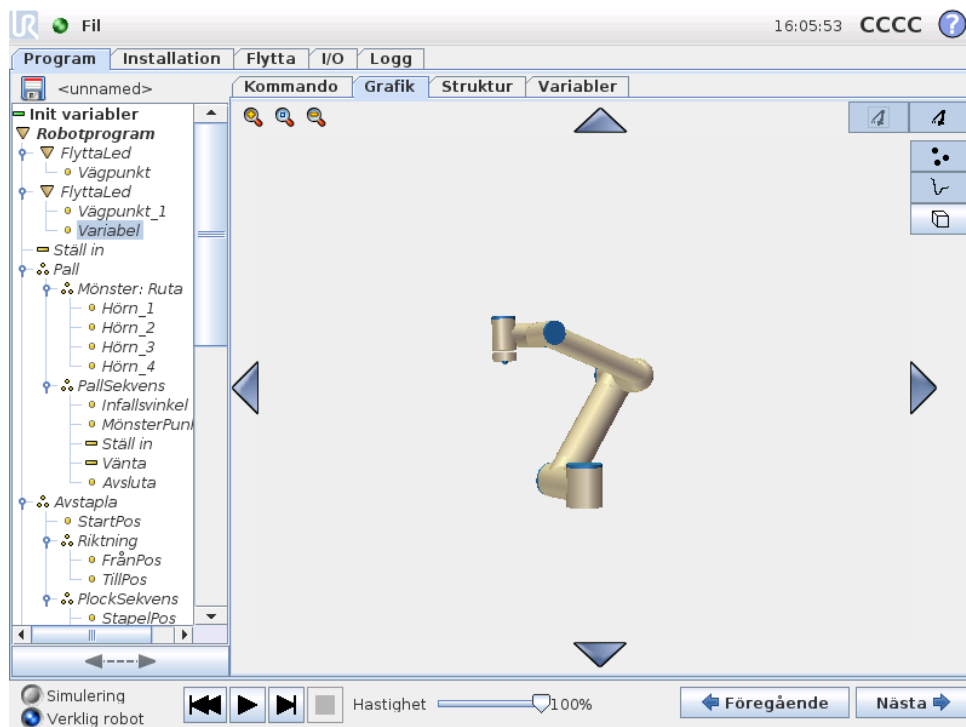 UR Fil 16:05:53 CCCC ?
Program Installation Flytta I/O Logg
<unnamed>
Kommando Grafik Struktur Variabler
Init variabler
Robotprogram
FlyttaLed
Vägpunkt
FlyttaLed
Vägpunkt_1
Variabel
Ställ in
Pall
Mönster: Ruta
Hörn_1
Hörn_2
Hörn_3
Hörn_4
PallSekvens
Infallsvinkel
MönsterPunl
Ställ in
Vänta
Avsluta
Avstapla
StartPos
Riktning
FrånPos
TillPos
PlockSekvens
StapelPos
Simulering
Verklig robot
Hastighet 100%
Föregående
Nästa